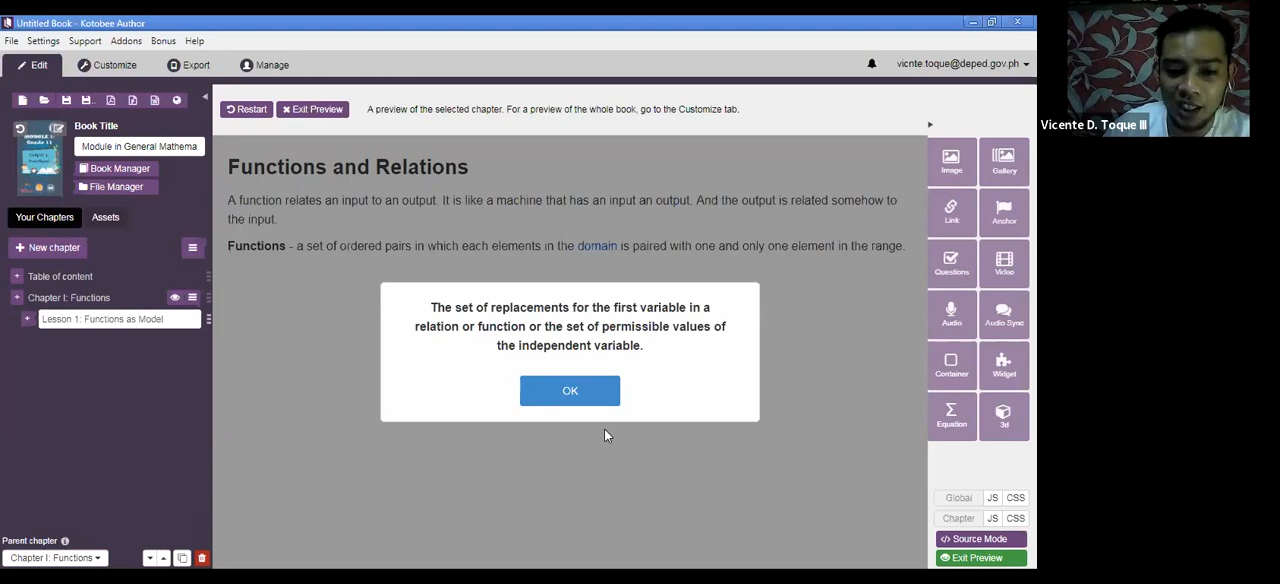 Untitled Book - Kotobee Author
File Settings Support Addons Bonus Help
Edit Customize Export Manage
vicnte.toque@deped.gov.ph
Book Title
Module in General Mathema
Book Manager
File Manager
Your Chapters Assets
New chapter
Table of content
Chapter I: Functions
Lesson 1: Functions as Model
Parent chapter
Chapter I: Functions
Restart Exit Preview A preview of the selected chapter. For a preview of the whole book, go to the Customize tab.
Functions and Relations
A function relates an input to an output. It is like a machine that has an input an output. And the output is related somehow to
the input.
Functions - a set of ordered pairs in which each elements in the domain is paired with one and only one element in the range.
The set of replacements for the first variable in a
relation or function or the set of permissible values of
the independent variable.
OK
Image Gallery
Link Anchor
Questions Video
Audio Audio Sync
Container Widget
Equation 3d
Global JS CSS
Chapter JS CSS
</> Source Mode
Exit Preview
Vicente D. Toque III